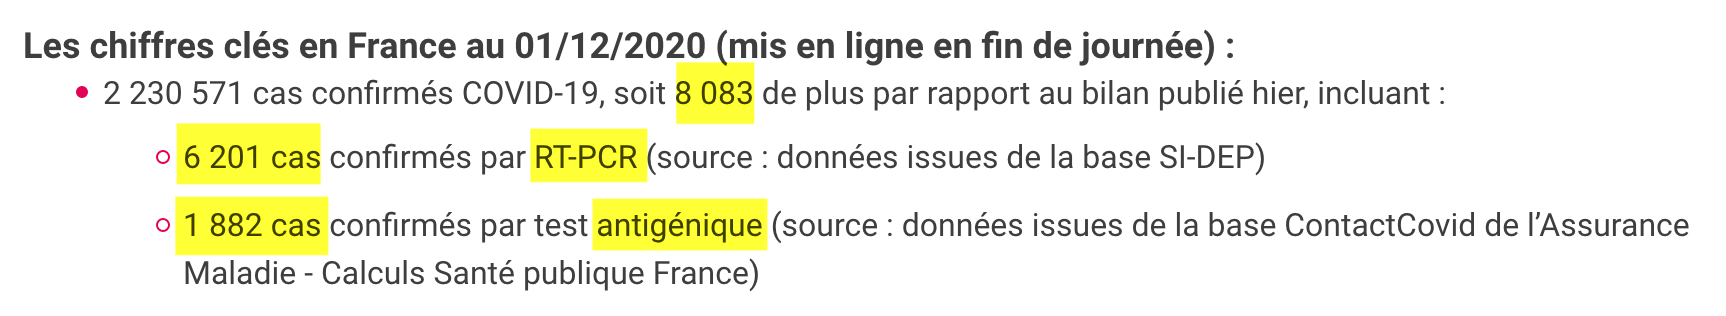 Les chiffres clés en France au 01/12/2020 (mis en ligne en fin de journée) :
2 230 571 cas confirmés COVID-19, soit 8 083 de plus par rapport au bilan publié hier, incluant :
6 201 cas confirmés par RT-PCR (source : données issues de la base SI-DEP)
1 882 cas confirmés par test antigénique (source : données issues de la base ContactCovid de l’Assurance
Maladie - Calculs Santé publique France)